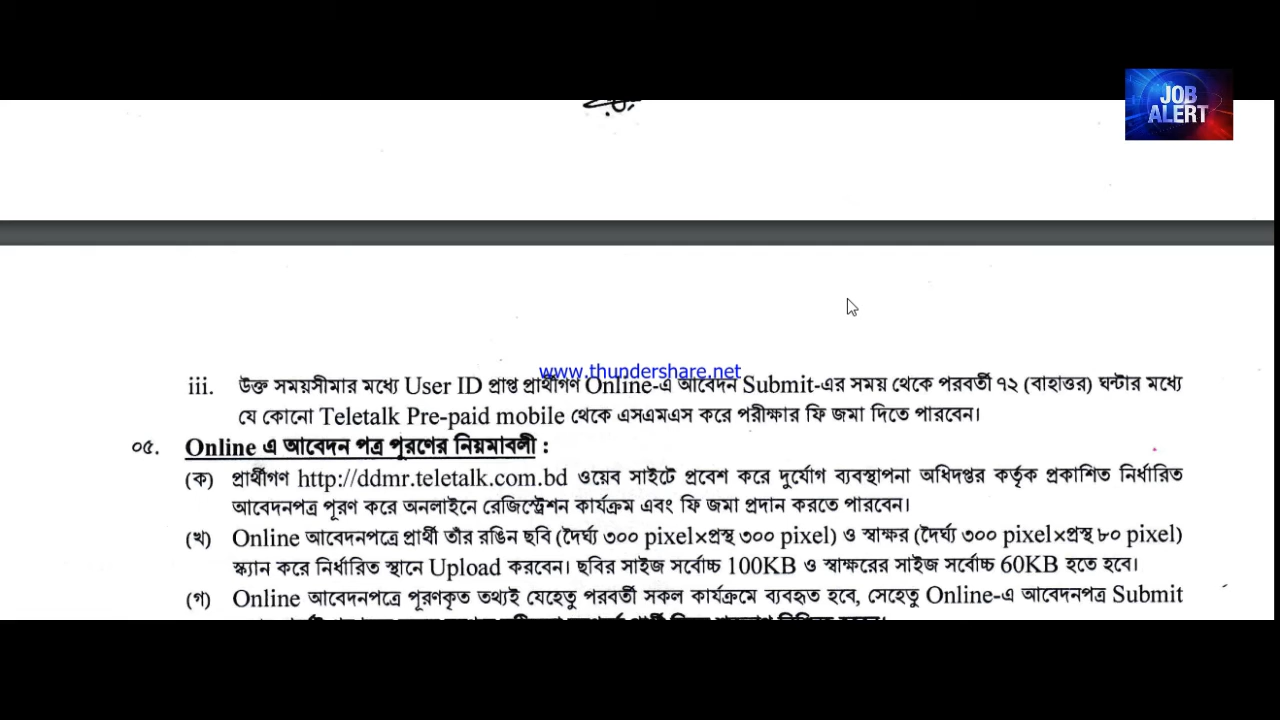 JOB
ALERT
www.thundershare.net
iii. উক্ত সময়সীমার মধ্যে User ID প্রাপ্ত প্রার্থীগণ Online-এ আবেদন Submit-এর সময় থেকে পরবর্তী ৭২ (বাহাত্তর) ঘন্টার মধ্যে
যে কোনো Teletalk Pre-paid mobile থেকে এসএমএস করে পরীক্ষার ফি জমা দিতে পারবেন।
০৫. Online এ আবেদন পত্র পূরণের নিয়মাবলী :
(ক) প্রার্থীগণ http://ddmr.teletalk.com.bd ওয়েব সাইটে প্রবেশ করে দুর্যোগ ব্যবস্থাপনা অধিদপ্তর কর্তৃক প্রকাশিত নির্ধারিত
আবেদনপত্র পূরণ করে অনলাইনে রেজিস্ট্রেশন কার্যক্রম এবং ফি জমা প্রদান করতে পারবেন।
(খ) Online আবেদনপত্রে প্রার্থী তাঁর রঙিন ছবি (দৈর্ঘ্য ৩০০ pixel×প্রস্থ ৩০০ pixel) ও স্বাক্ষর (দৈর্ঘ্য ৩০০ pixel×প্রস্থ ৮০ pixel)
স্ক্যান করে নির্ধারিত স্থানে Upload করবেন। ছবির সাইজ সর্বোচ্চ 100KB ও স্বাক্ষরের সাইজ সর্বোচ্চ 60KB হতে হবে।
(গ) Online আবেদনপত্রে পূরণকৃত তথ্যই যেহেতু পরবর্তী সকল কার্যক্রমে ব্যবহৃত হবে, সেহেতু Online-এ আবেদনপত্র Submit